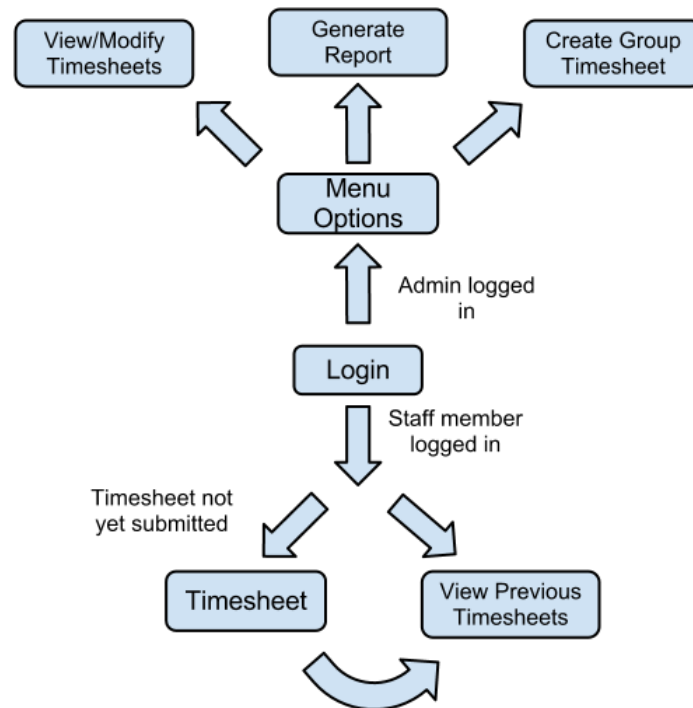 View/Modify
Timesheets
Generate
Report
Create Group
Timesheet
Menu
Options
Admin logged
in
Login
Staff member
logged in
Timesheet not
yet submitted
Timesheet
View Previous
Timesheets